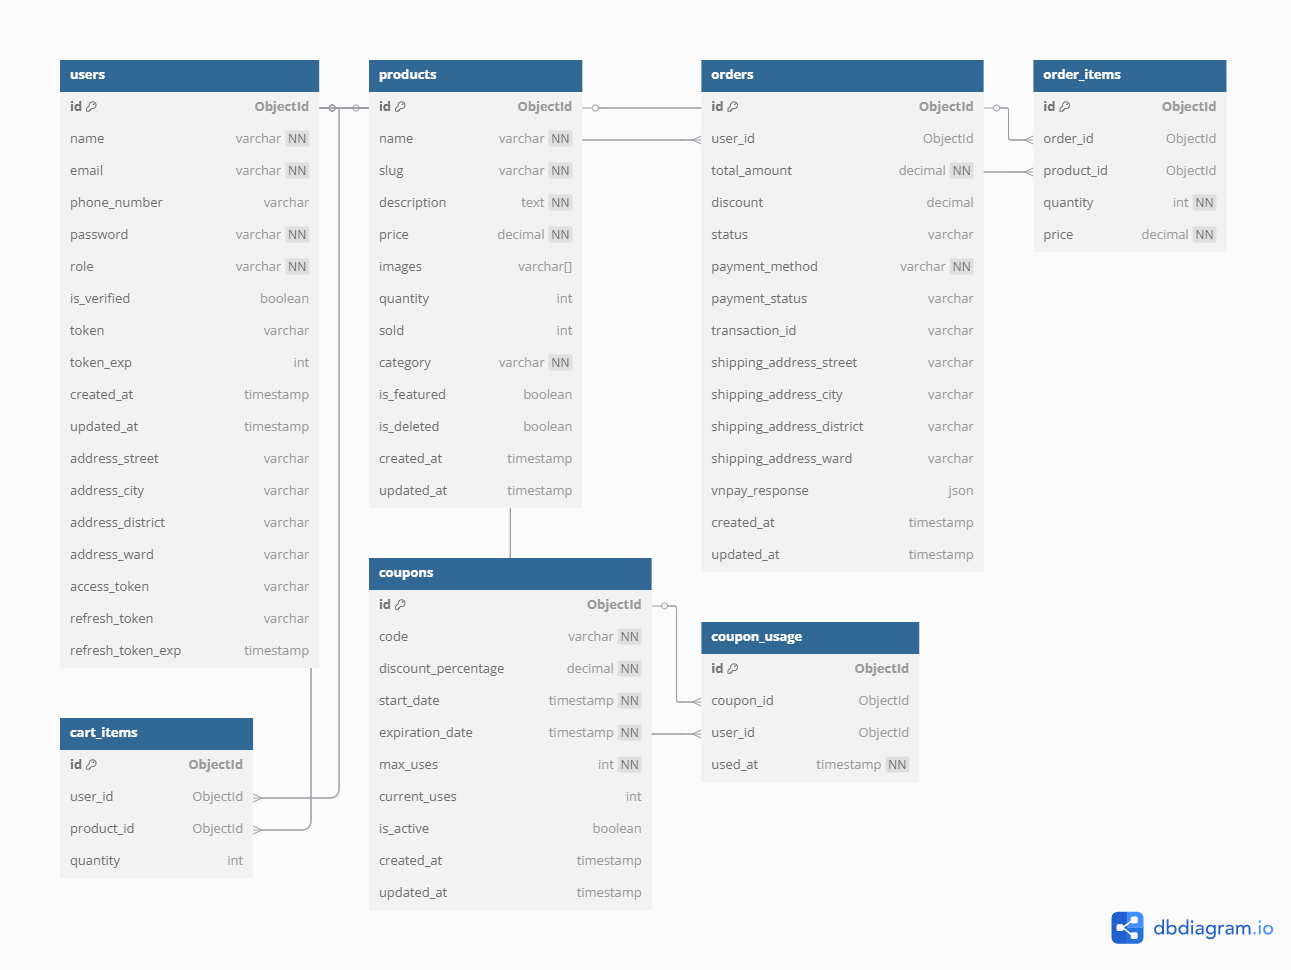 users
id ObjectId
name varchar NN
email varchar NN
phone_number varchar
password varchar NN
role varchar NN
is_verified boolean
token varchar
token_exp int
created_at timestamp
updated_at timestamp
address_street varchar
address_city varchar
address_district varchar
address_ward varchar
access_token varchar
refresh_token varchar
refresh_token_exp timestamp
products
id ObjectId
name varchar NN
slug varchar NN
description text NN
price decimal NN
images varchar[]
quantity int
sold int
category varchar NN
is_featured boolean
is_deleted boolean
created_at timestamp
updated_at timestamp
orders
id ObjectId
user_id ObjectId
total_amount decimal NN
discount decimal
status varchar
payment_method varchar NN
payment_status varchar
transaction_id varchar
shipping_address_street varchar
shipping_address_city varchar
shipping_address_district varchar
shipping_address_ward varchar
vnpay_response json
created_at timestamp
updated_at timestamp
order_items
id ObjectId
order_id ObjectId
product_id ObjectId
quantity int NN
price decimal NN
cart_items
id ObjectId
user_id ObjectId
product_id ObjectId
quantity int
coupons
id ObjectId
code varchar NN
discount_percentage decimal NN
start_date timestamp NN
expiration_date timestamp NN
max_uses int NN
current_uses int
is_active boolean
created_at timestamp
updated_at timestamp
coupon_usage
id ObjectId
coupon_id ObjectId
user_id ObjectId
used_at timestamp NN
dbdiagram.io